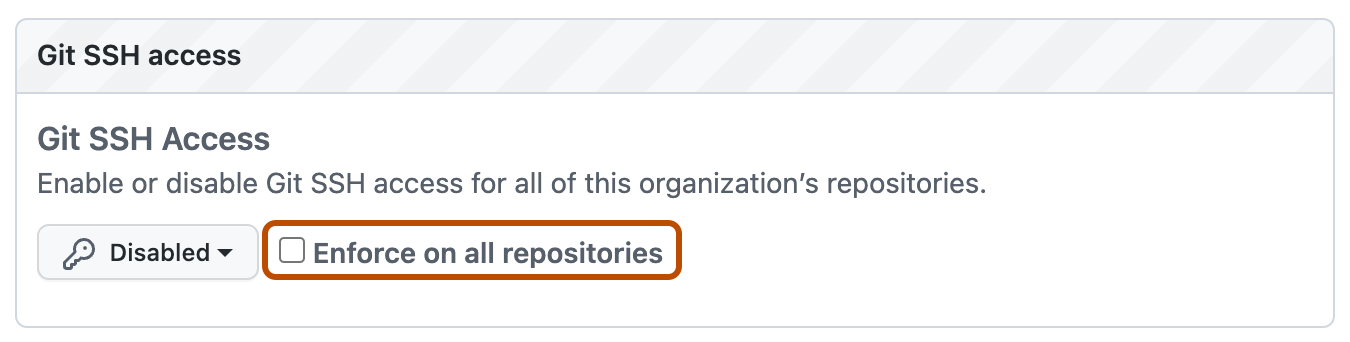 Git SSH access
Git SSH Access
Enable or disable Git SSH access for all of this organization’s repositories.
Disabled Enforce on all repositories